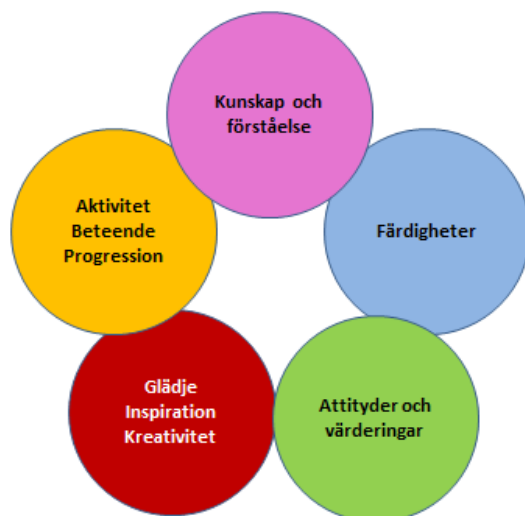 Kunskap och
förståelse
Färdigheter
Attityder och
värderingar
Glädje
Inspiration
Kreativitet
Aktivitet
Beteende
Progression